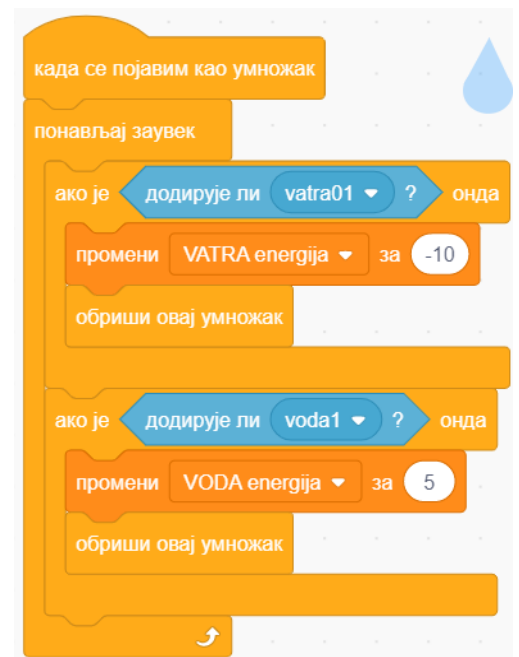 када се појавим као умножак
понављај заувек
ако је додирује ли vatra01 ? онда
промени VATRA energija за -10
обриши овај умножак
ако је додирује ли voda1 ? онда
промени VODA energija за 5
обриши овај умножак